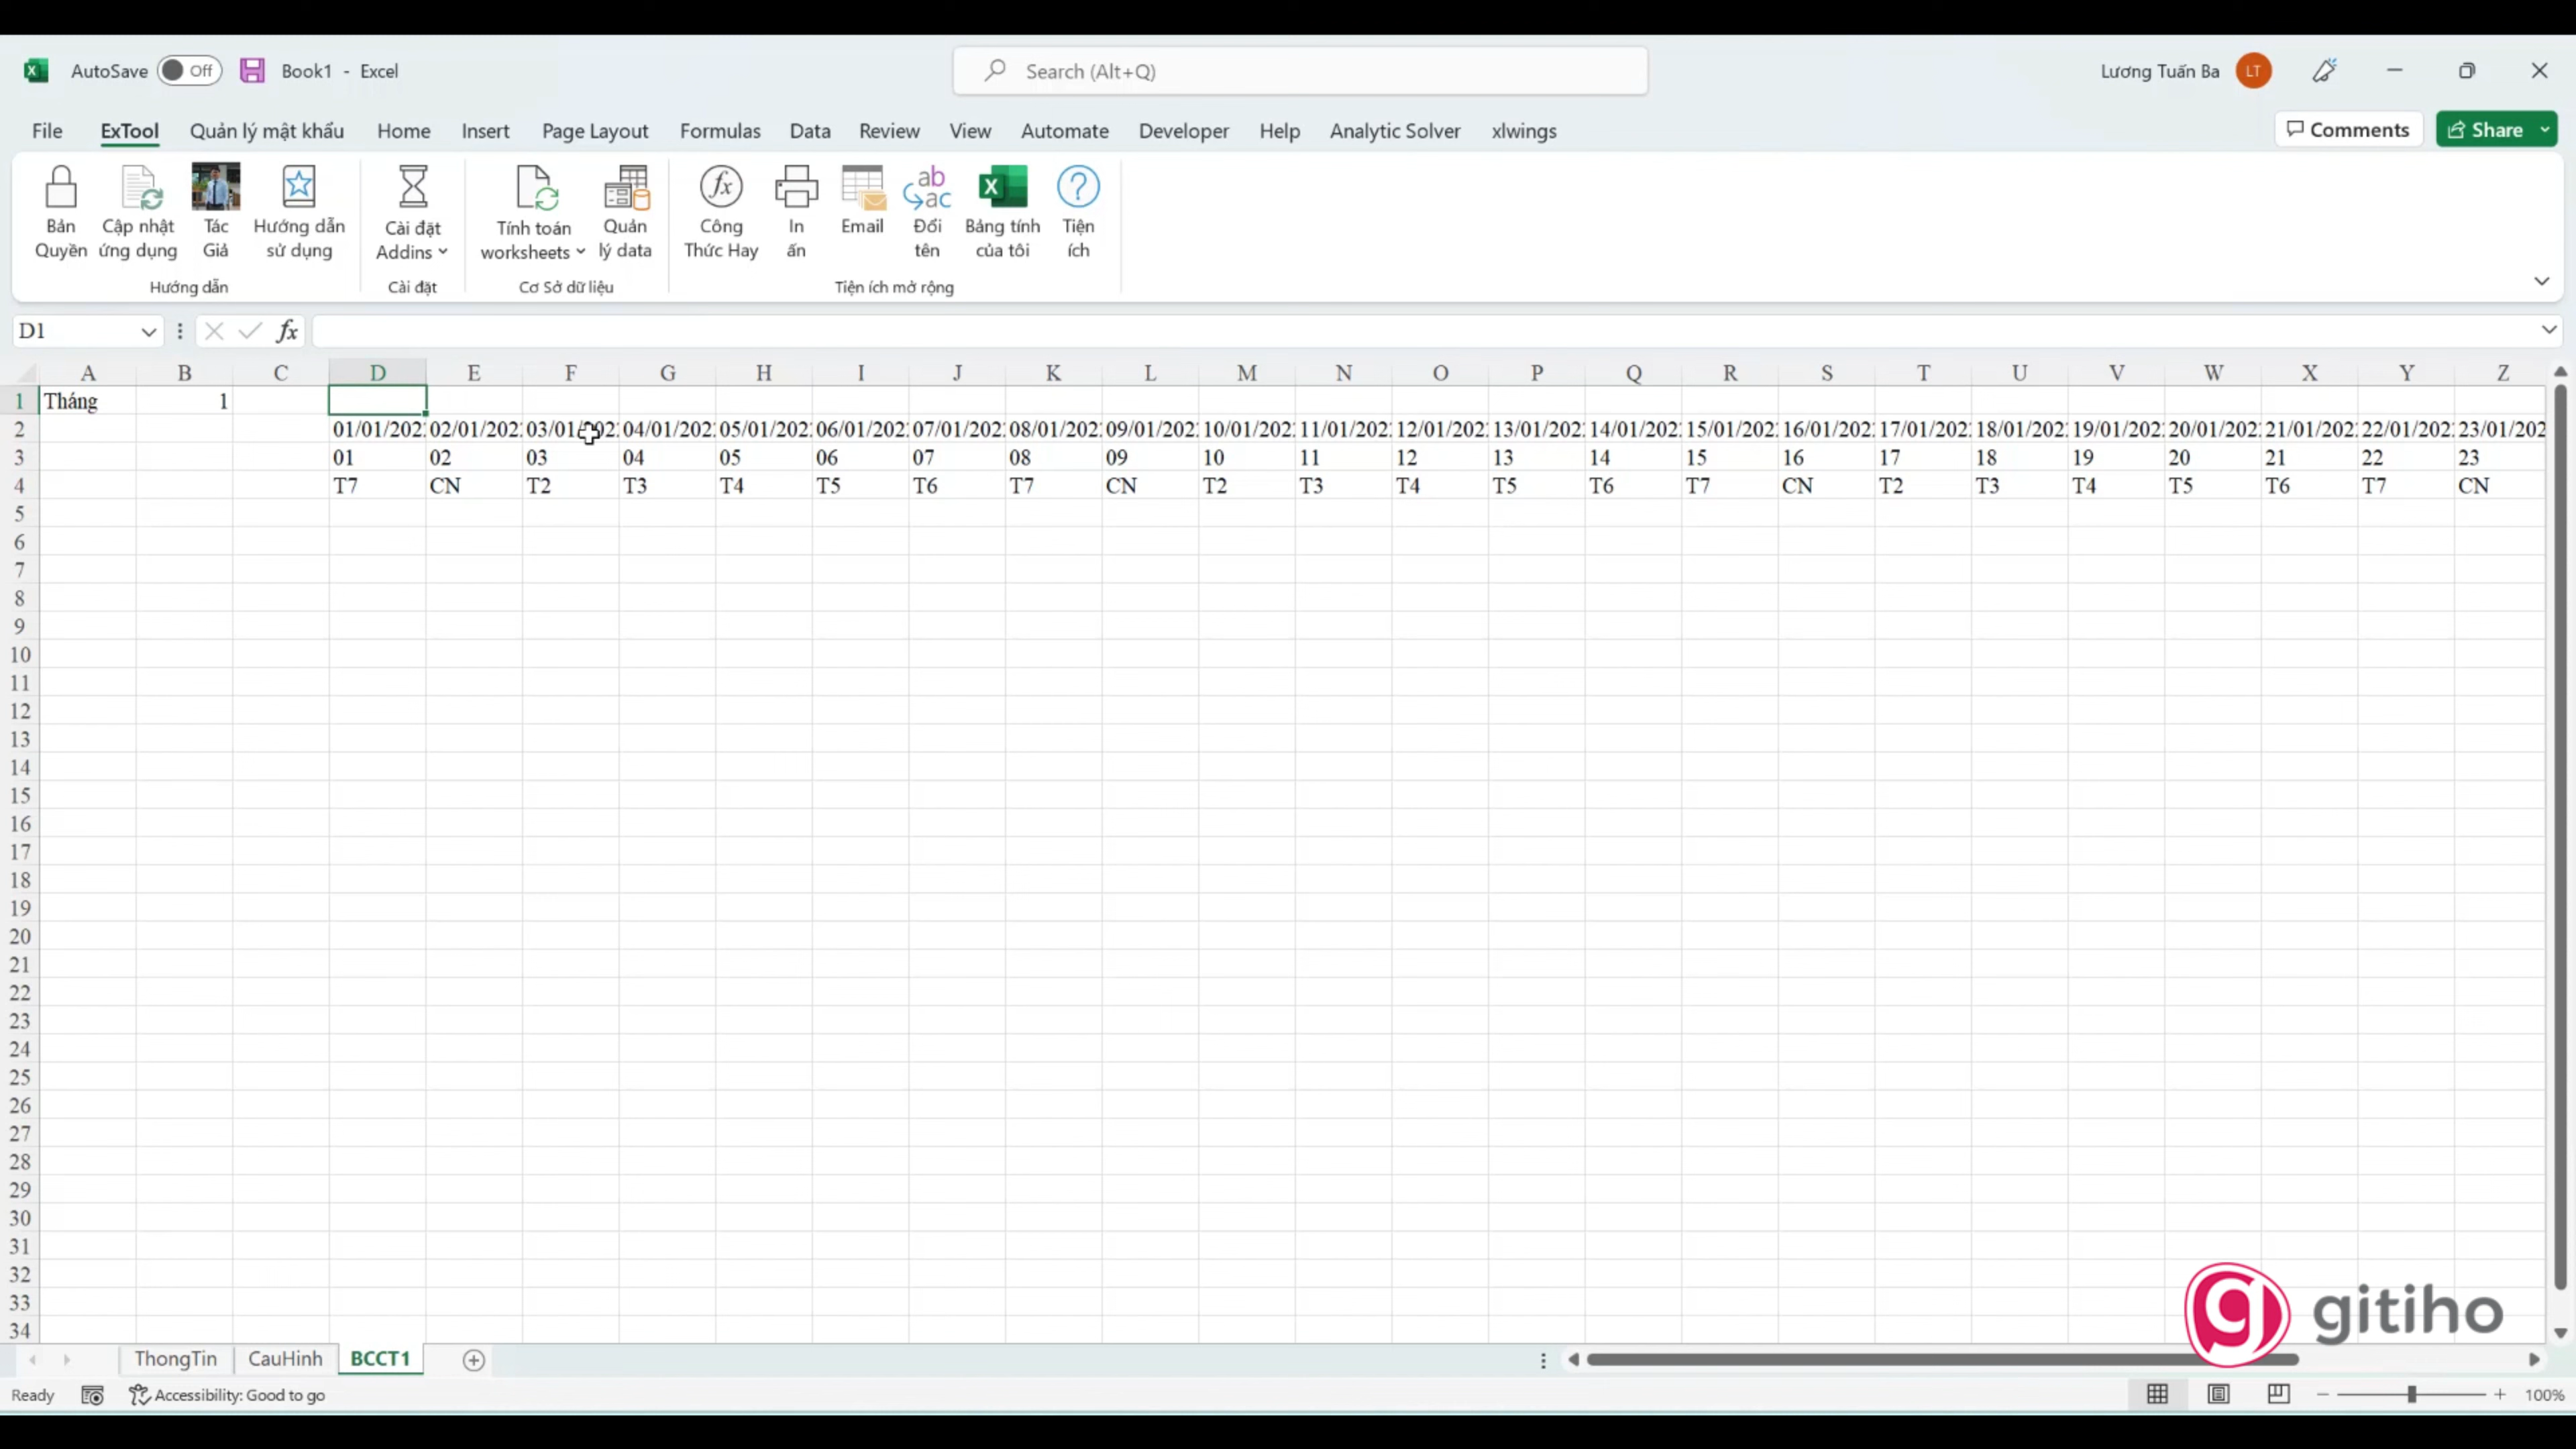 AutoSave Off Book1 - Excel Search (Alt+Q) Lương Tuấn Ba LT
File ExTool Quản lý mật khẩu Home Insert Page Layout Formulas Data Review View Automate Developer Help Analytic Solver xlwings Comments Share
Bản Quyền Cập nhật ứng dụng Tác Giả Hướng dẫn sử dụng Cài đặt Addins Tính toán worksheets Quản lý data Công Thức Hay In ấn Email Đổi tên Bảng tính của tôi Tiện ích
Hướng dẫn Cài đặt Cơ Sở dữ liệu Tiện ích mở rộng
D1 fx
A B C D E F G H I J K L M N O P Q R S T U V W X Y Z
1 Tháng 1
2 01/01/202 02/01/202 03/01/202 04/01/202 05/01/202 06/01/202 07/01/202 08/01/202 09/01/202 10/01/202 11/01/202 12/01/202 13/01/202 14/01/202 15/01/202 16/01/202 17/01/202 18/01/202 19/01/202 20/01/202 21/01/202 22/01/202 23/01/202
3 01 02 03 04 05 06 07 08 09 10 11 12 13 14 15 16 17 18 19 20 21 22 23
4 T7 CN T2 T3 T4 T5 T6 T7 CN T2 T3 T4 T5 T6 T7 CN T2 T3 T4 T5 T6 T7 CN
5
6
7
8
9
10
11
12
13
14
15
16
17
18
19
20
21
22
23
24
25
26
27
28
29
30
31
32
33
34
gitiho
ThongTin CauHinh BCCT1
Ready Accessibility: Good to go 100%